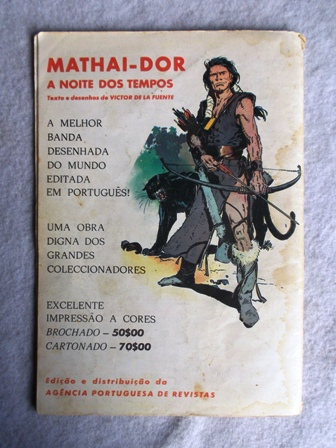 MATHAI-DOR
A NOITE DOS TEMPOS
Texto e desenhos de VICTOR DE LA FUENTE
A MELHOR
BANDA
DESENHADA
DO MUNDO
EDITADA
EM PORTUGUÊS!
UMA OBRA
DIGNA DOS
GRANDES
COLECCIONADORES
EXCELENTE
IMPRESSÃO A CORES
BROCHADO – 50$00
CARTONADO – 70$00
Edição e distribuição da
AGÊNCIA PORTUGUESA DE REVISTAS